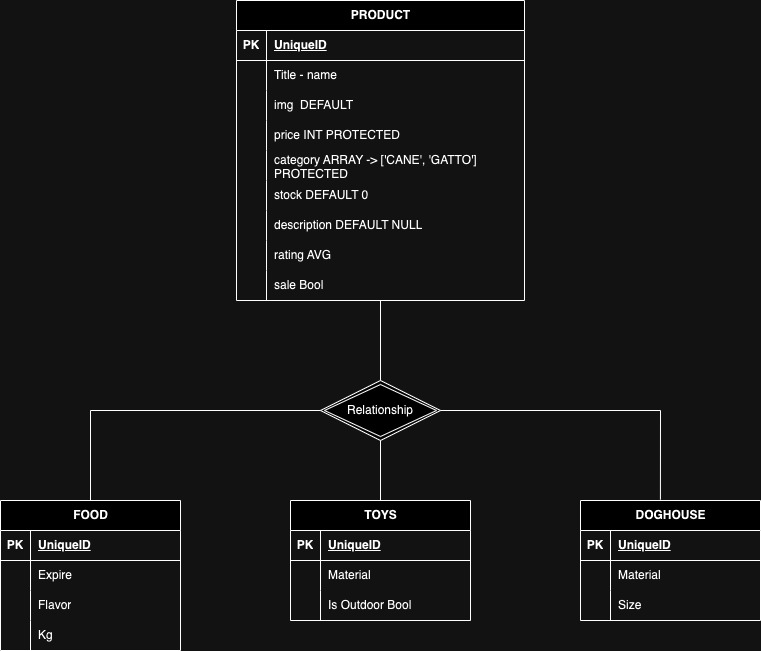 PRODUCT
PK UniqueID
Title - name
img  DEFAULT
price INT PROTECTED
category ARRAY -> ['CANE', 'GATTO']
PROTECTED
stock DEFAULT 0
description DEFAULT NULL
rating AVG
sale Bool
Relationship
FOOD
PK UniqueID
Expire
Flavor
Kg
TOYS
PK UniqueID
Material
Is Outdoor Bool
DOGHOUSE
PK UniqueID
Material
Size